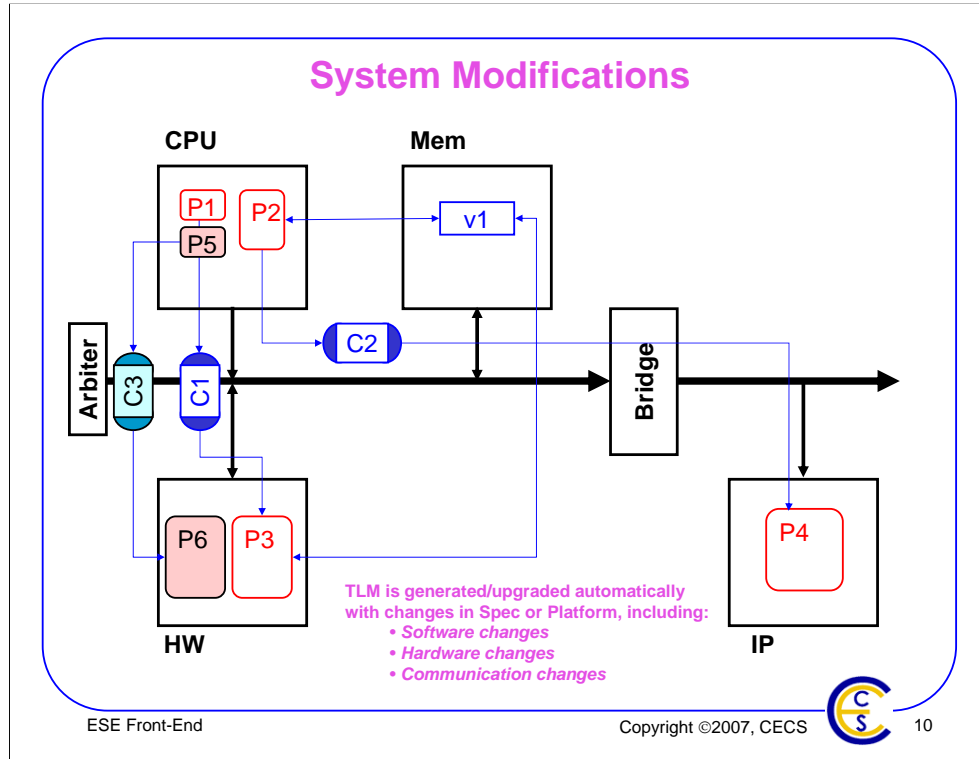 System Modifications
CPU
Mem
P1
P2
P5
v1
C2
Arbiter
C3
C1
Bridge
P6
P3
P4
TLM is generated/upgraded automatically
with changes in Spec or Platform, including:
• Software changes
• Hardware changes
• Communication changes
HW
IP
ESE Front-End
Copyright ©2007, CECS
C
S
10